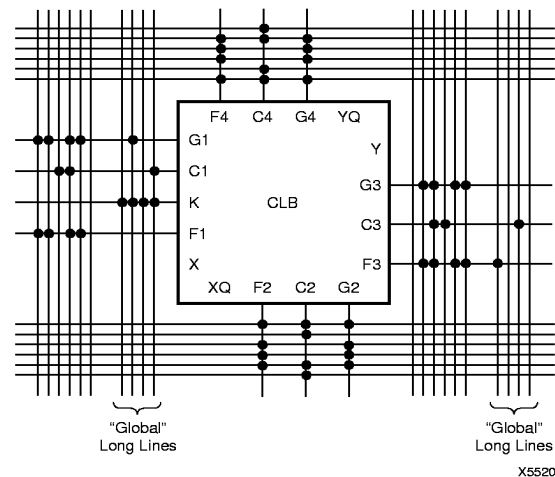 F4 C4 G4 YQ
G1
Y
C1
G3
K
CLB
C3
F1
F3
X
XQ F2 C2 G2
“Global”
Long Lines
“Global”
Long Lines
X5520